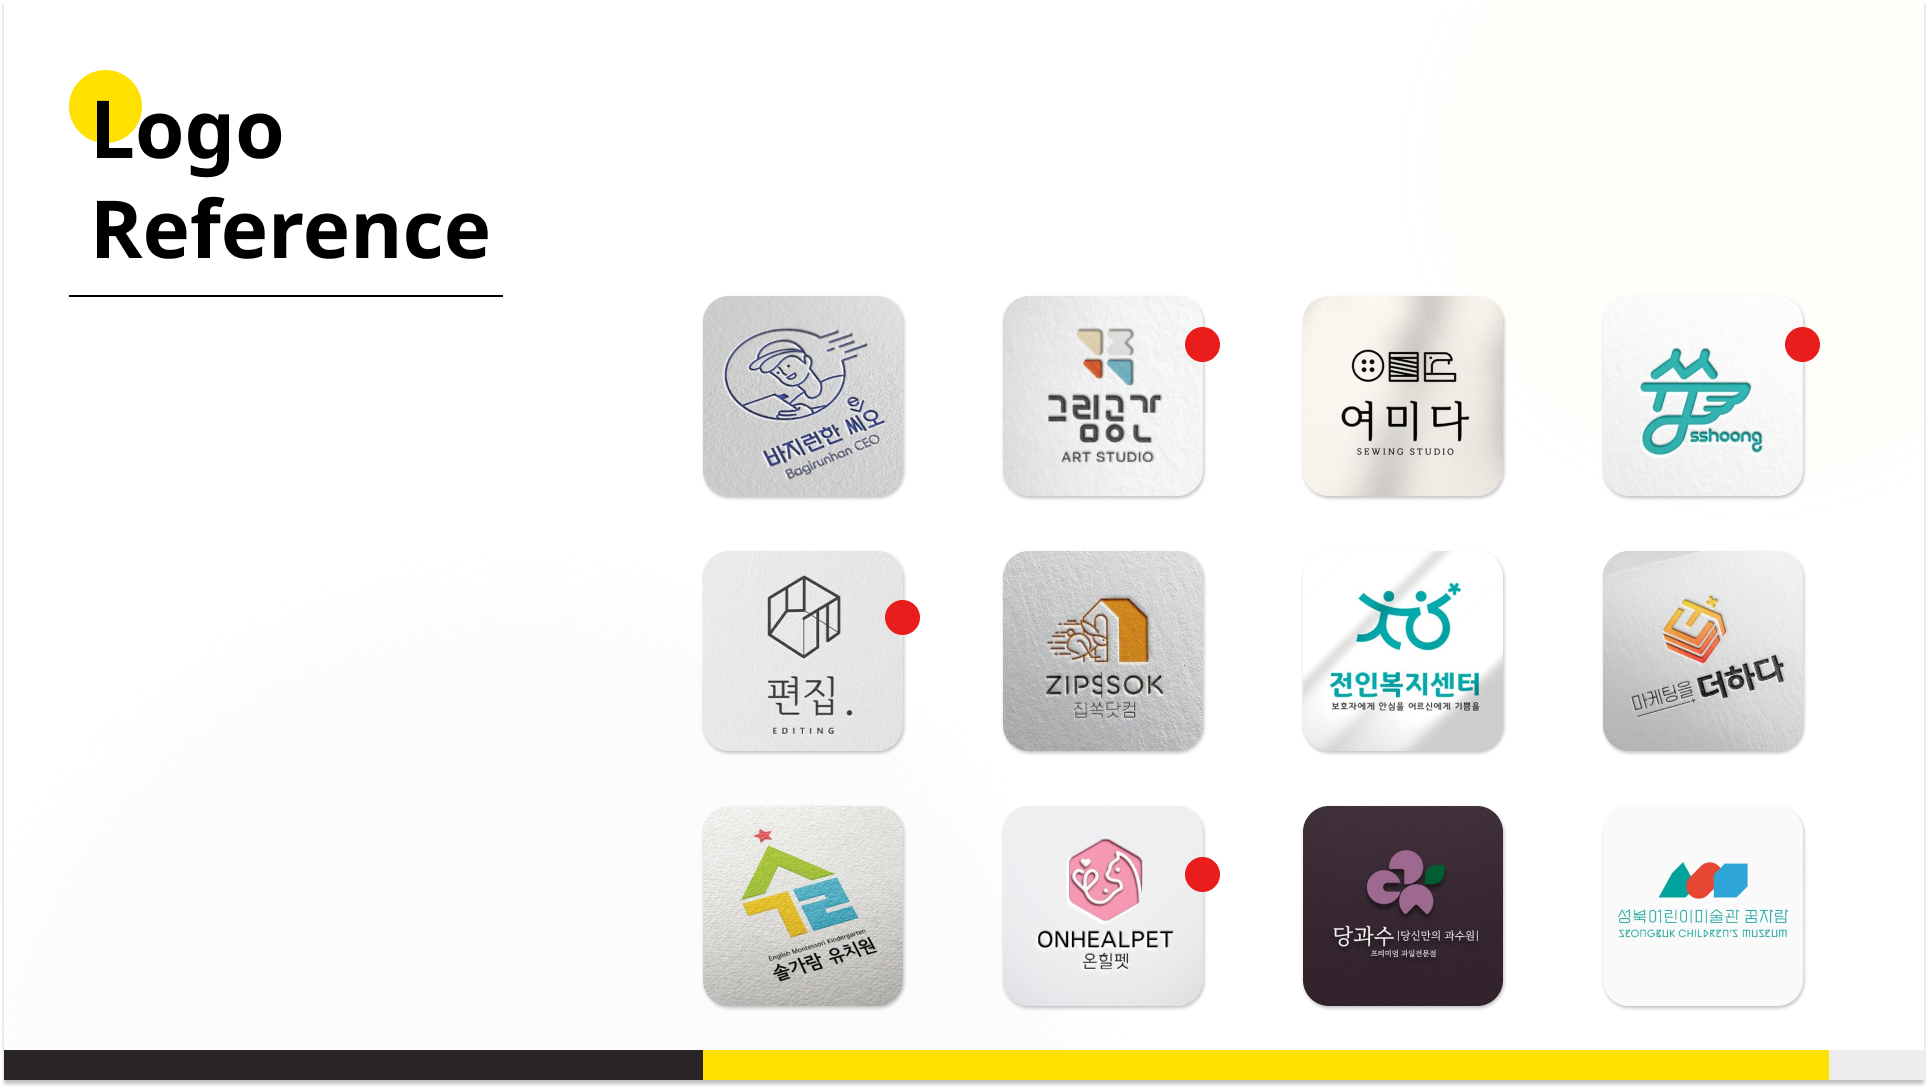 Logo
Reference
바지런한 씨오
Bagirunhan CEO
그림공간
ART STUDIO
여미다
SEWING STUDIO
쓩
sshoong
편집.
EDITING
ZIPSSOK
집쏙닷컴
전인복지센터
보호자에게 안심을 어르신에게 기쁨을
마케팅을 더하다
English Montessori Kindergarten
솔가람 유치원
ONHEALPET
온힐펫
당과수 |당신만의 과수원|
프리미엄 과일전문점
성북어린이미술관 꿈자람
SEONGBUK CHILDREN'S MUSEUM